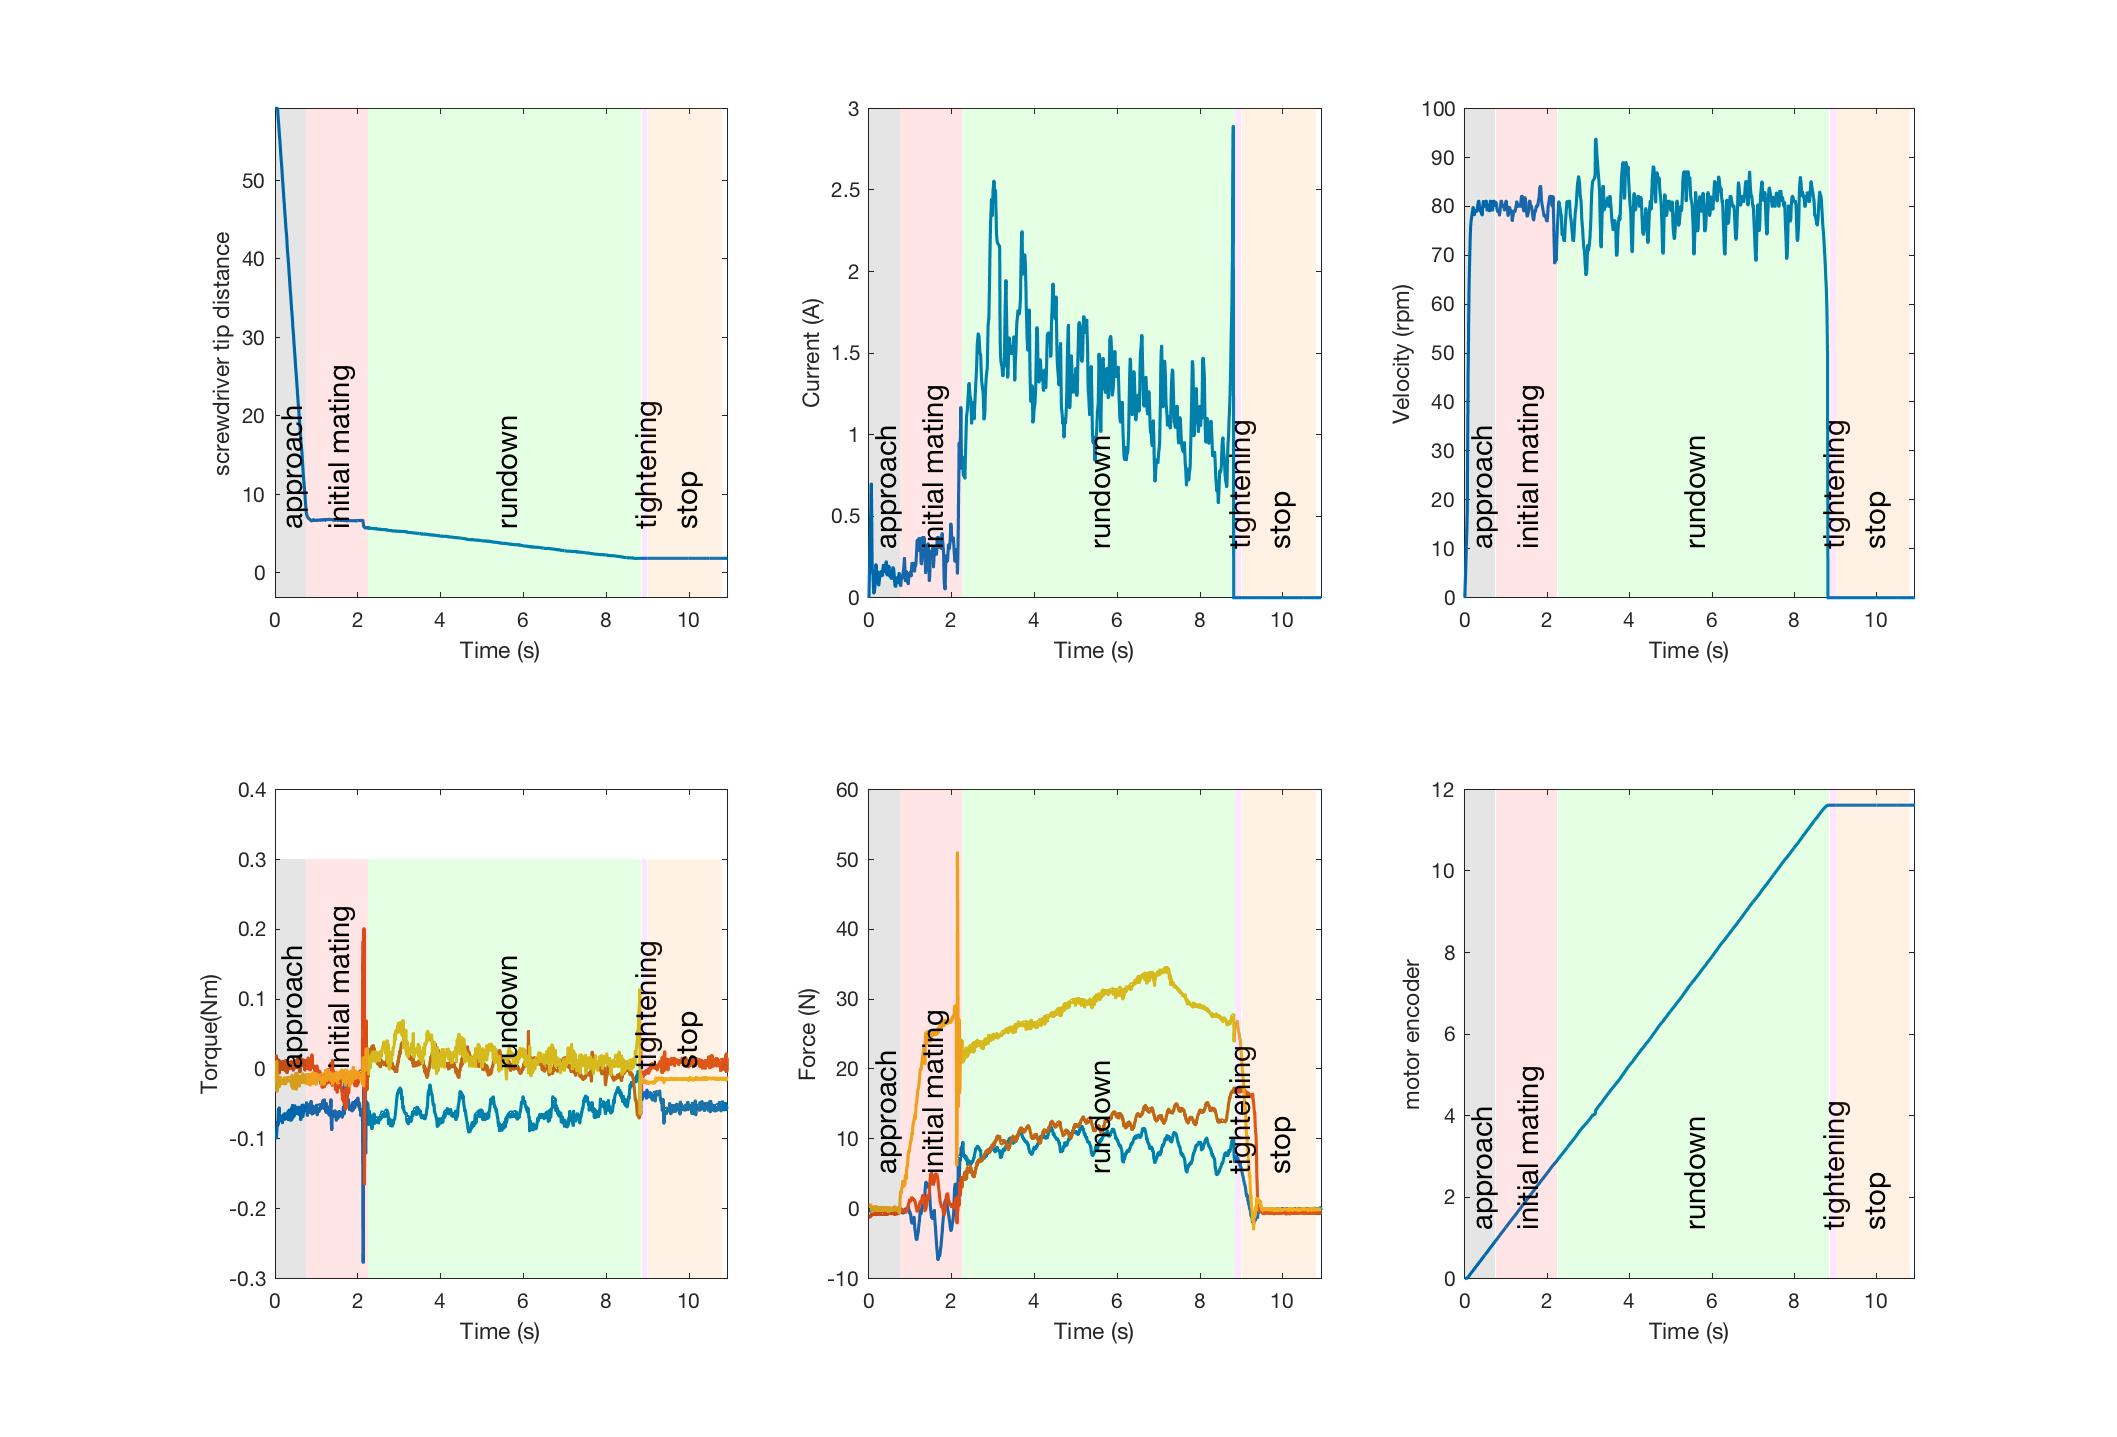 screwdriver tip distance
50
40
30
20
10
0
approach
initial mating
rundown
tightening
stop
0 2 4 6 8 10
Time (s)
Current (A)
3
2.5
2
1.5
1
0.5
0
approach
initial mating
rundown
tightening
stop
0 2 4 6 8 10
Time (s)
Velocity (rpm)
100
90
80
70
60
50
40
30
20
10
0
approach
initial mating
rundown
tightening
stop
0 2 4 6 8 10
Time (s)
Torque(Nm)
0.4
0.3
0.2
0.1
0
-0.1
-0.2
-0.3
approach
initial mating
rundown
tightening
stop
0 2 4 6 8 10
Time (s)
Force (N)
60
50
40
30
20
10
0
-10
approach
initial mating
rundown
tightening
stop
0 2 4 6 8 10
Time (s)
motor encoder
12
10
8
6
4
2
0
approach
initial mating
rundown
tightening
stop
0 2 4 6 8 10
Time (s)